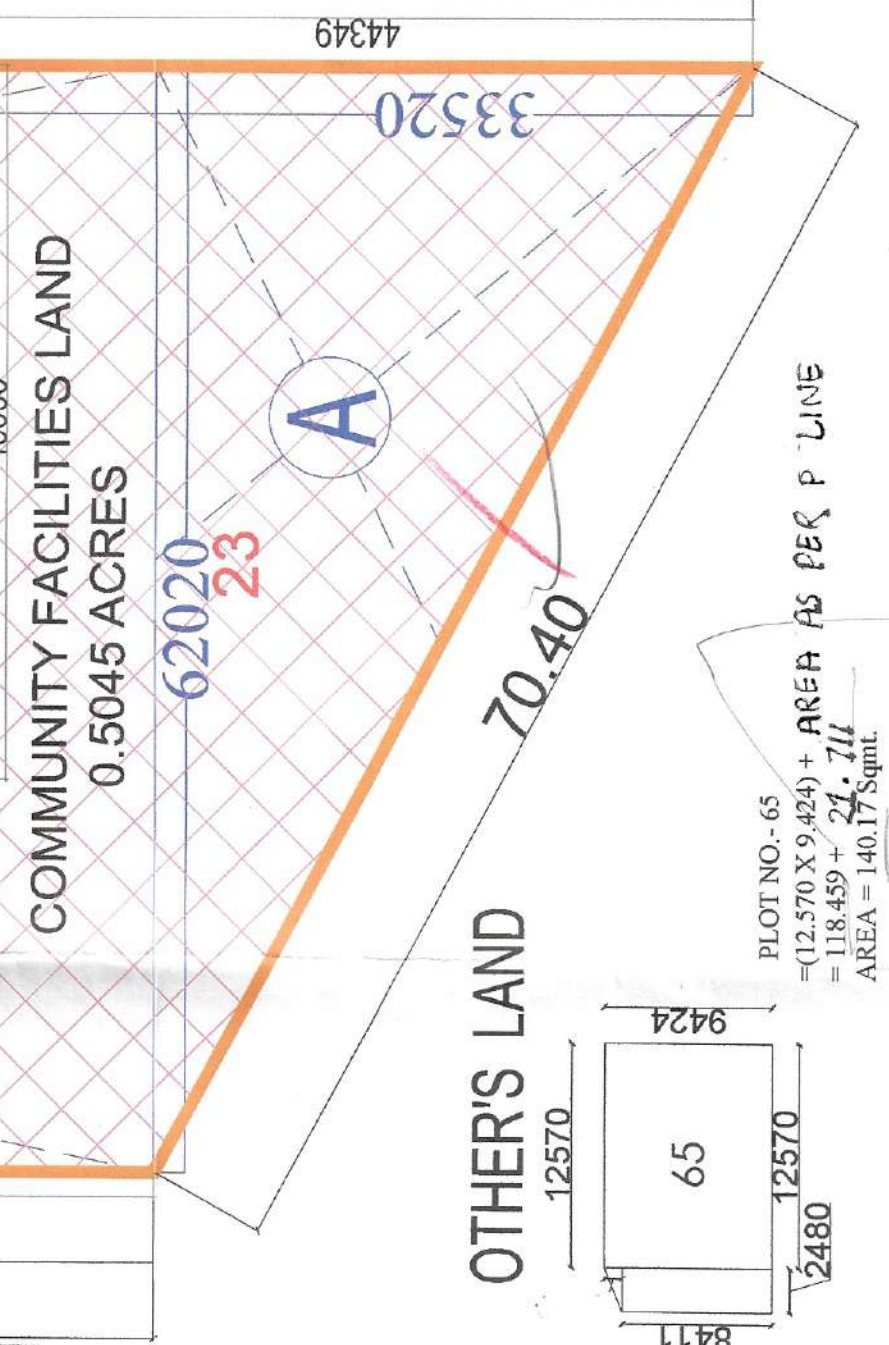 44349
33520
COMMUNITY FACILITIES LAND
0.5045 ACRES
62020
23
A
70.40
OTHER'S LAND
12570
9424
65
12570
2480
8411
PLOT NO.- 65
=(12.570 X 9.424) + AREA AS PER P LINE
= 118.459 + 21.711
AREA = 140.17 Sqmt.